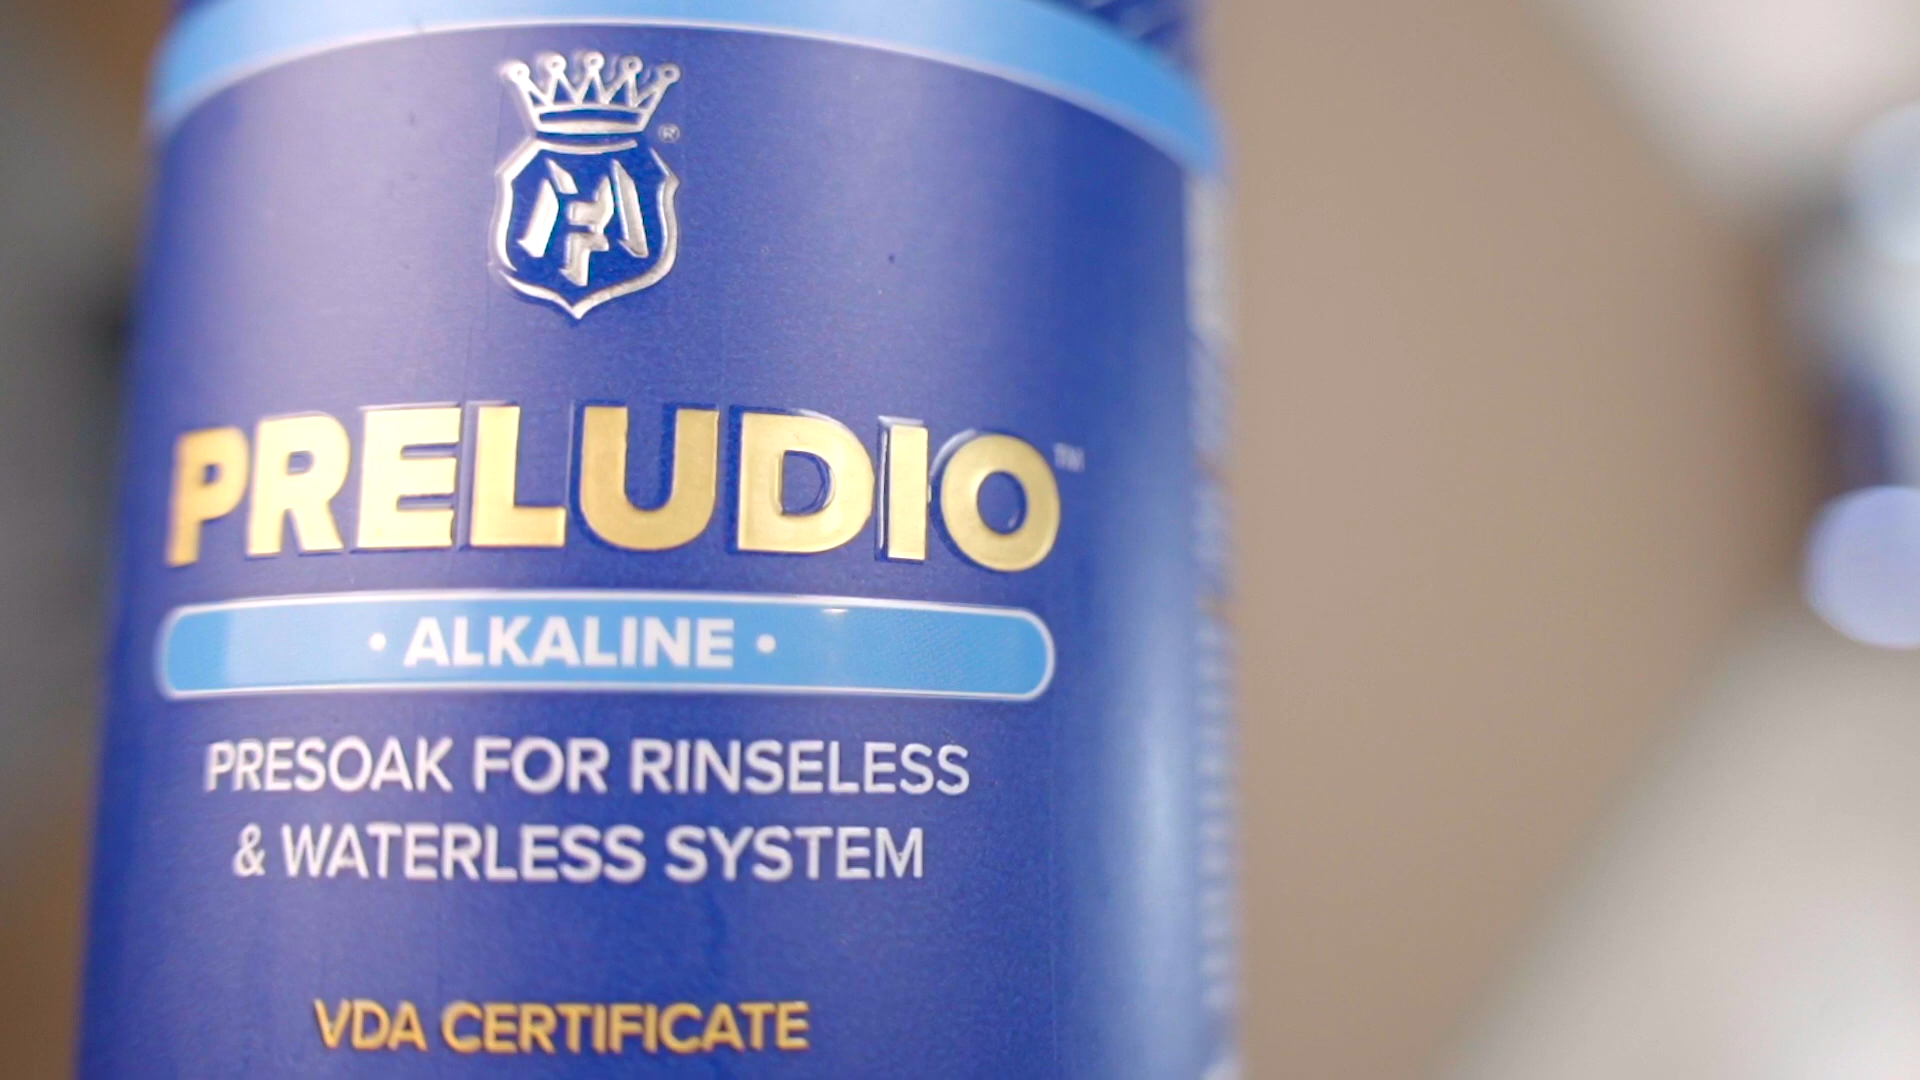 ®
PRELUDIO™
• ALKALINE •
PRESOAK FOR RINSELESS
& WATERLESS SYSTEM
VDA CERTIFICATE